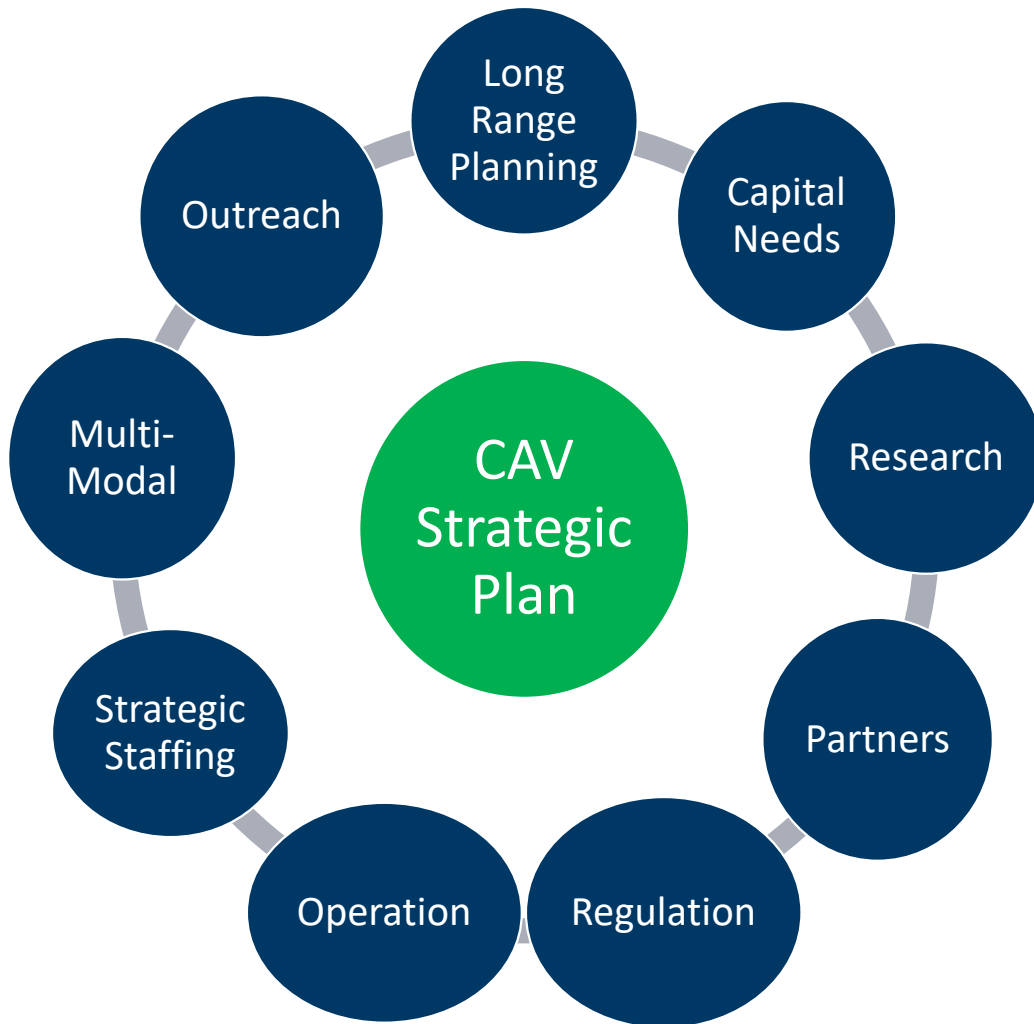 Long
Range
Planning
Capital
Needs
Research
Partners
Regulation
Operation
Strategic
Staffing
Multi-
Modal
Outreach
CAV
Strategic
Plan